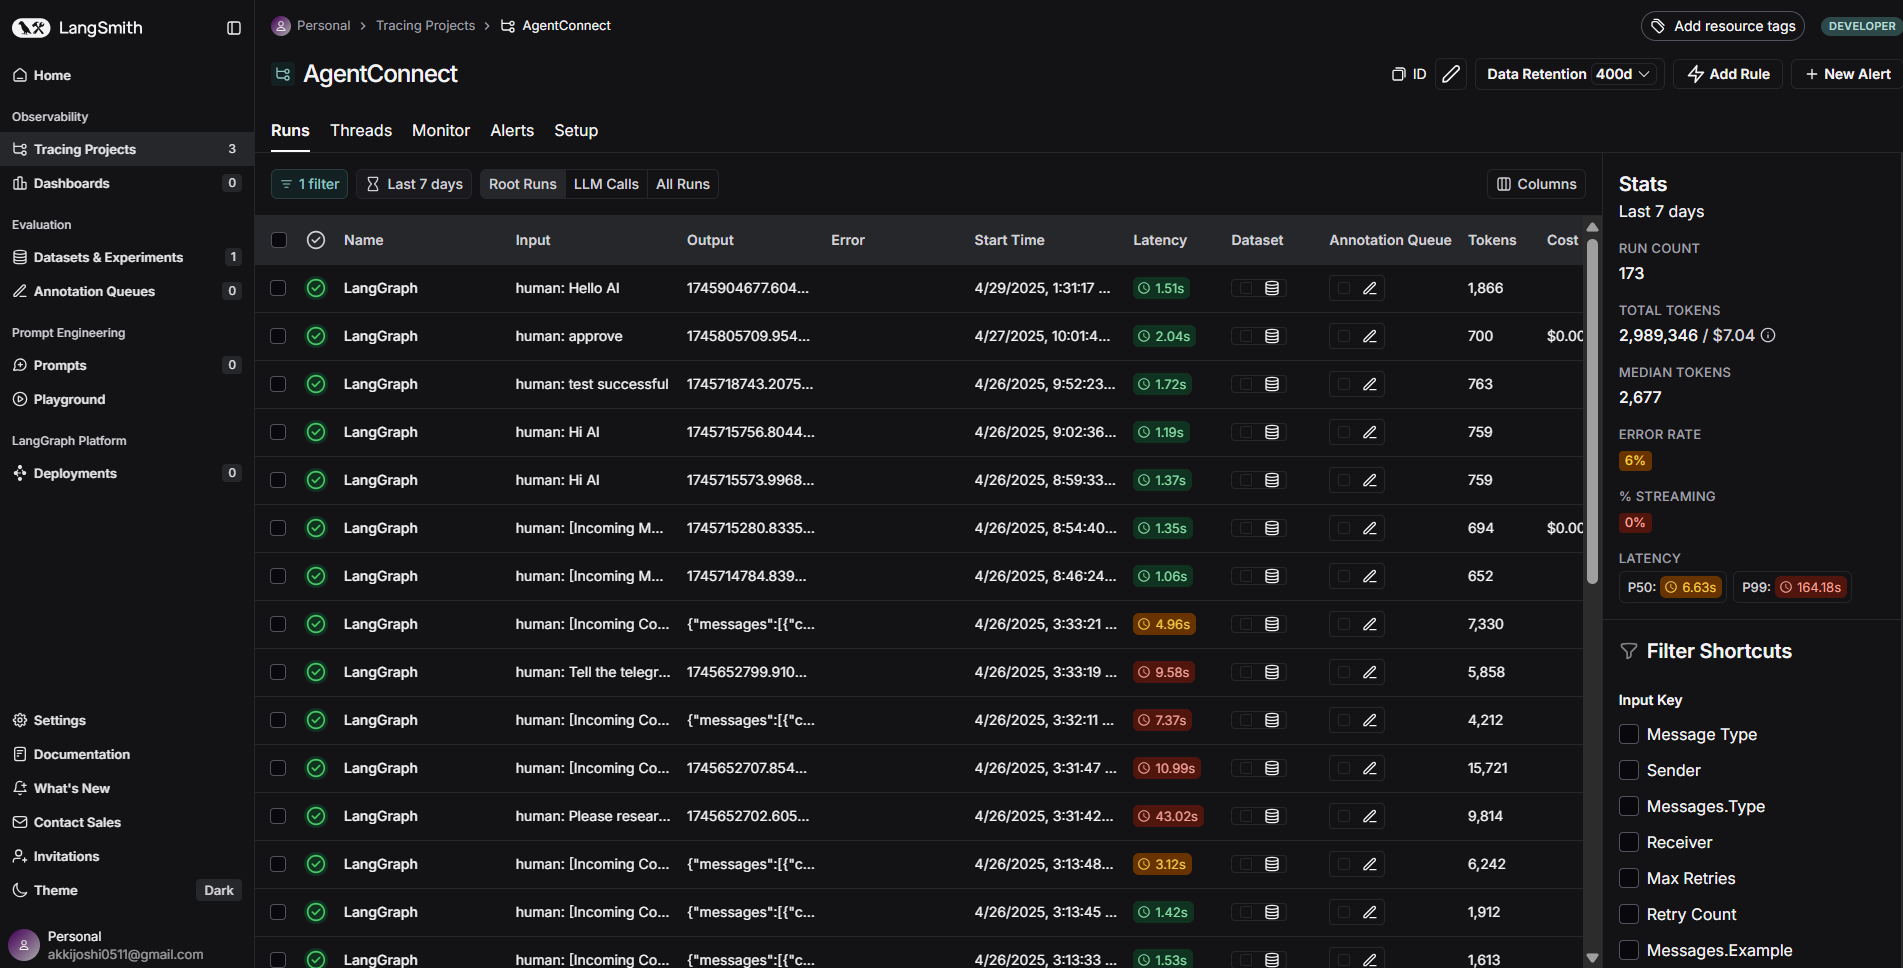 LangSmith
Home
Observability
Tracing Projects 3
Dashboards 0
Evaluation
Datasets & Experiments 1
Annotation Queues 0
Prompt Engineering
Prompts 0
Playground
LangGraph Platform
Deployments 0
Settings
Documentation
What's New
Contact Sales
Invitations
Theme Dark
Personal
akkijoshi0511@gmail.com
Personal > Tracing Projects > AgentConnect
Add resource tags DEVELOPER
AgentConnect
ID Data Retention 400d Add Rule + New Alert
Runs Threads Monitor Alerts Setup
1 filter Last 7 days Root Runs LLM Calls All Runs Columns
Name Input Output Error Start Time Latency Dataset Annotation Queue Tokens Cost
LangGraph human: Hello AI 1745904677.604... 4/29/2025, 1:31:17 ... 1.51s 1,866
LangGraph human: approve 1745805709.954... 4/27/2025, 10:01:4... 2.04s 700 $0.00
LangGraph human: test successful 1745718743.2075... 4/26/2025, 9:52:23... 1.72s 763
LangGraph human: Hi AI 1745715756.8044... 4/26/2025, 9:02:36... 1.19s 759
LangGraph human: Hi AI 1745715573.9968... 4/26/2025, 8:59:33... 1.37s 759
LangGraph human: [Incoming M... 1745715280.8335... 4/26/2025, 8:54:40... 1.35s 694 $0.00
LangGraph human: [Incoming M... 1745714784.839... 4/26/2025, 8:46:24... 1.06s 652
LangGraph human: [Incoming Co... {"messages":[{"c... 4/26/2025, 3:33:21 ... 4.96s 7,330
LangGraph human: Tell the telegr... 1745652799.910... 4/26/2025, 3:33:19 ... 9.58s 5,858
LangGraph human: [Incoming Co... {"messages":[{"c... 4/26/2025, 3:32:11 ... 7.37s 4,212
LangGraph human: [Incoming Co... 1745652707.854... 4/26/2025, 3:31:47 ... 10.99s 15,721
LangGraph human: Please resear... 1745652702.605... 4/26/2025, 3:31:42... 43.02s 9,814
LangGraph human: [Incoming Co... {"messages":[{"c... 4/26/2025, 3:13:48... 3.12s 6,242
LangGraph human: [Incoming Co... {"messages":[{"c... 4/26/2025, 3:13:45 ... 1.42s 1,912
LangGraph human: [Incoming Co... {"messages":[{"c... 4/26/2025, 3:13:33 ... 1.53s 1,613
Stats
Last 7 days
RUN COUNT
173
TOTAL TOKENS
2,989,346 / $7.04
MEDIAN TOKENS
2,677
ERROR RATE
6%
% STREAMING
0%
LATENCY
P50: 6.63s P99: 164.18s
Filter Shortcuts
Input Key
Message Type
Sender
Messages.Type
Receiver
Max Retries
Retry Count
Messages.Example